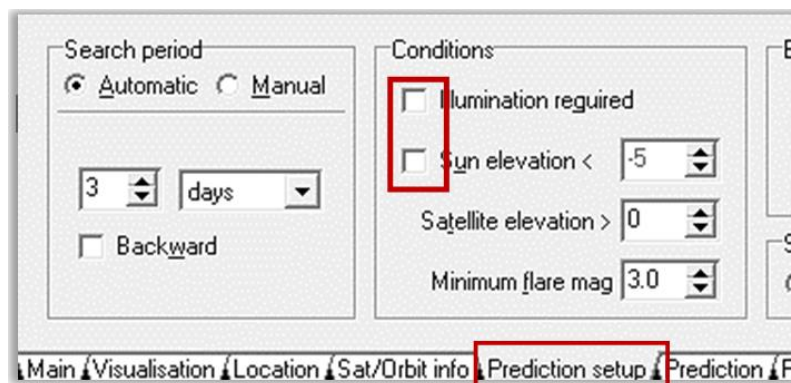 Search period
Automatic Manual
3 days
Backward
Conditions
Illumination required
Sun elevation < -5
Satellite elevation > 0
Minimum flare mag 3.0
Main Visualisation Location Sat/Orbit info Prediction setup Prediction